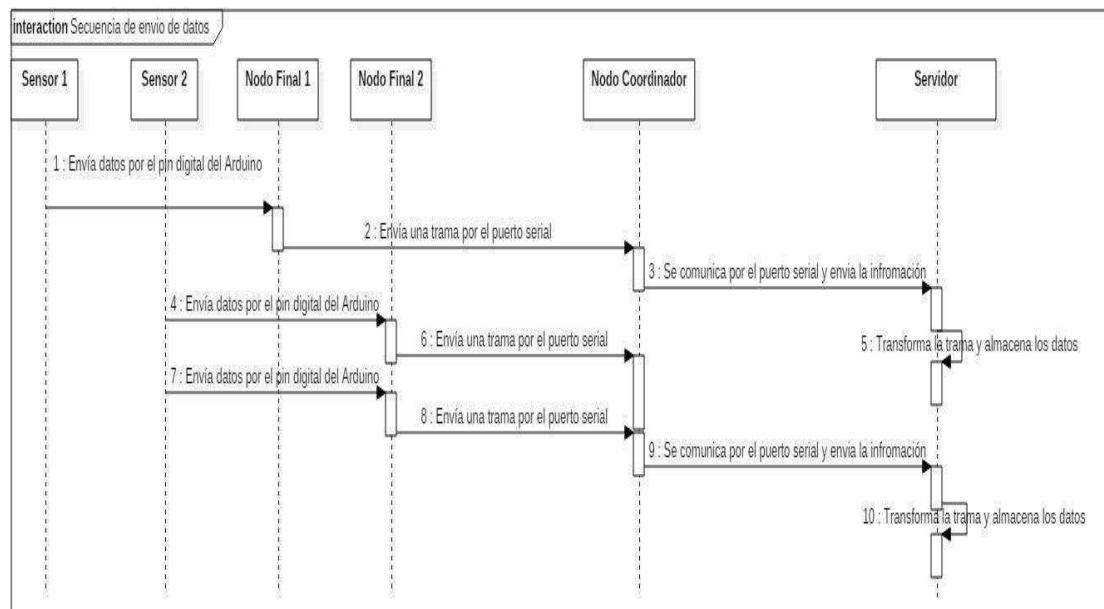 interaction Secuencia de envio de datos
Sensor 1
Sensor 2
Nodo Final 1
Nodo Final 2
Nodo Coordinador
Servidor
1 : Envía datos por el pin digital del Arduino
2 : Envía una trama por el puerto serial
3 : Se comunica por el puerto serial y envia la infromación
4 : Envía datos por el pin digital del Arduino
6 : Envía una trama por el puerto serial
5 : Transforma la trama y almacena los datos
7 : Envía datos por el pin digital del Arduino
8 : Envía una trama por el puerto serial
9 : Se comunica por el puerto serial y envia la infromación
10 : Transforma la trama y almacena los datos